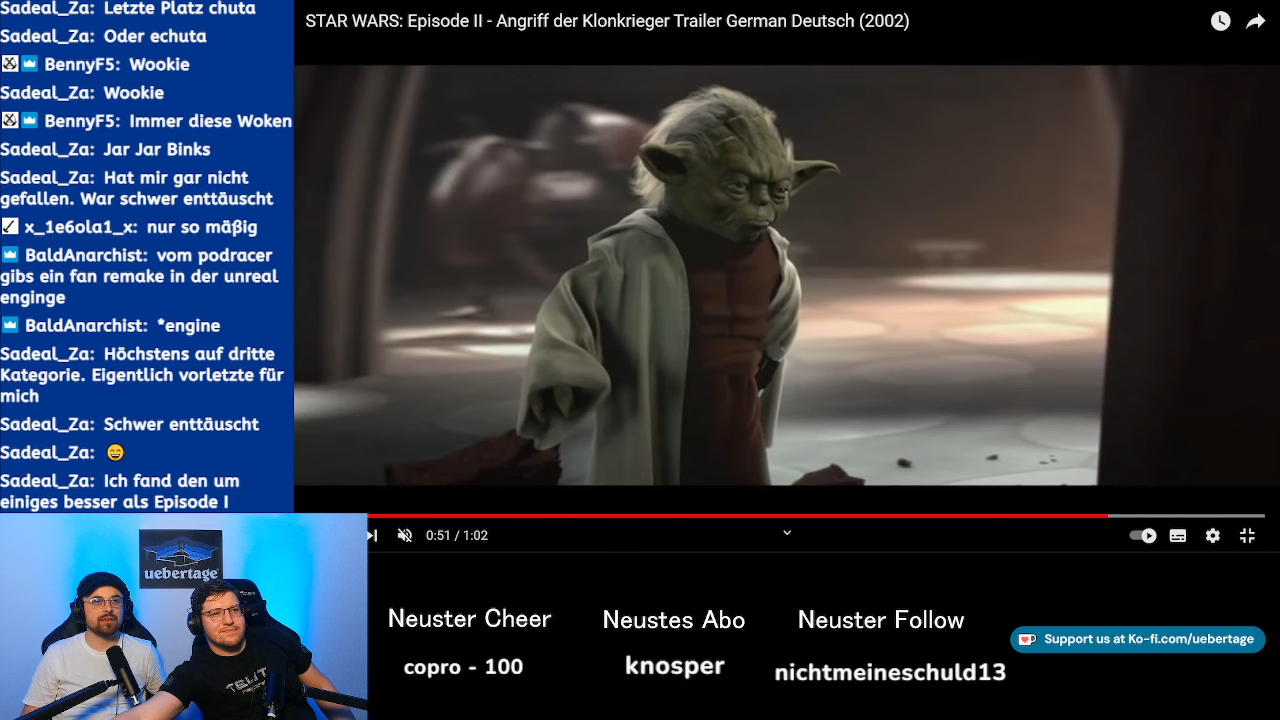 Sadeal_Za: Letzte Platz chuta
Sadeal_Za: Oder echuta
BennyF5: Wookie
Sadeal_Za: Wookie
BennyF5: Immer diese Woken
Sadeal_Za: Jar Jar Binks
Sadeal_Za: Hat mir gar nicht
gefallen. War schwer enttäuscht
x_1e6ola1_x: nur so mäßig
BaldAnarchist: vom podracer
gibs ein fan remake in der unreal
enginge
BaldAnarchist: *engine
Sadeal_Za: Höchstens auf dritte
Kategorie. Eigentlich vorletzte für
mich
Sadeal_Za: Schwer enttäuscht
Sadeal_Za: 😄
Sadeal_Za: Ich fand den um
einiges besser als Episode I
STAR WARS: Episode II - Angriff der Klonkrieger Trailer German Deutsch (2002)
0:51 / 1:02
uebertage
Neuster Cheer
copro - 100
Neustes Abo
knosper
Neuster Follow
nichtmeineschuld13
Support us at Ko-fi.com/uebertage